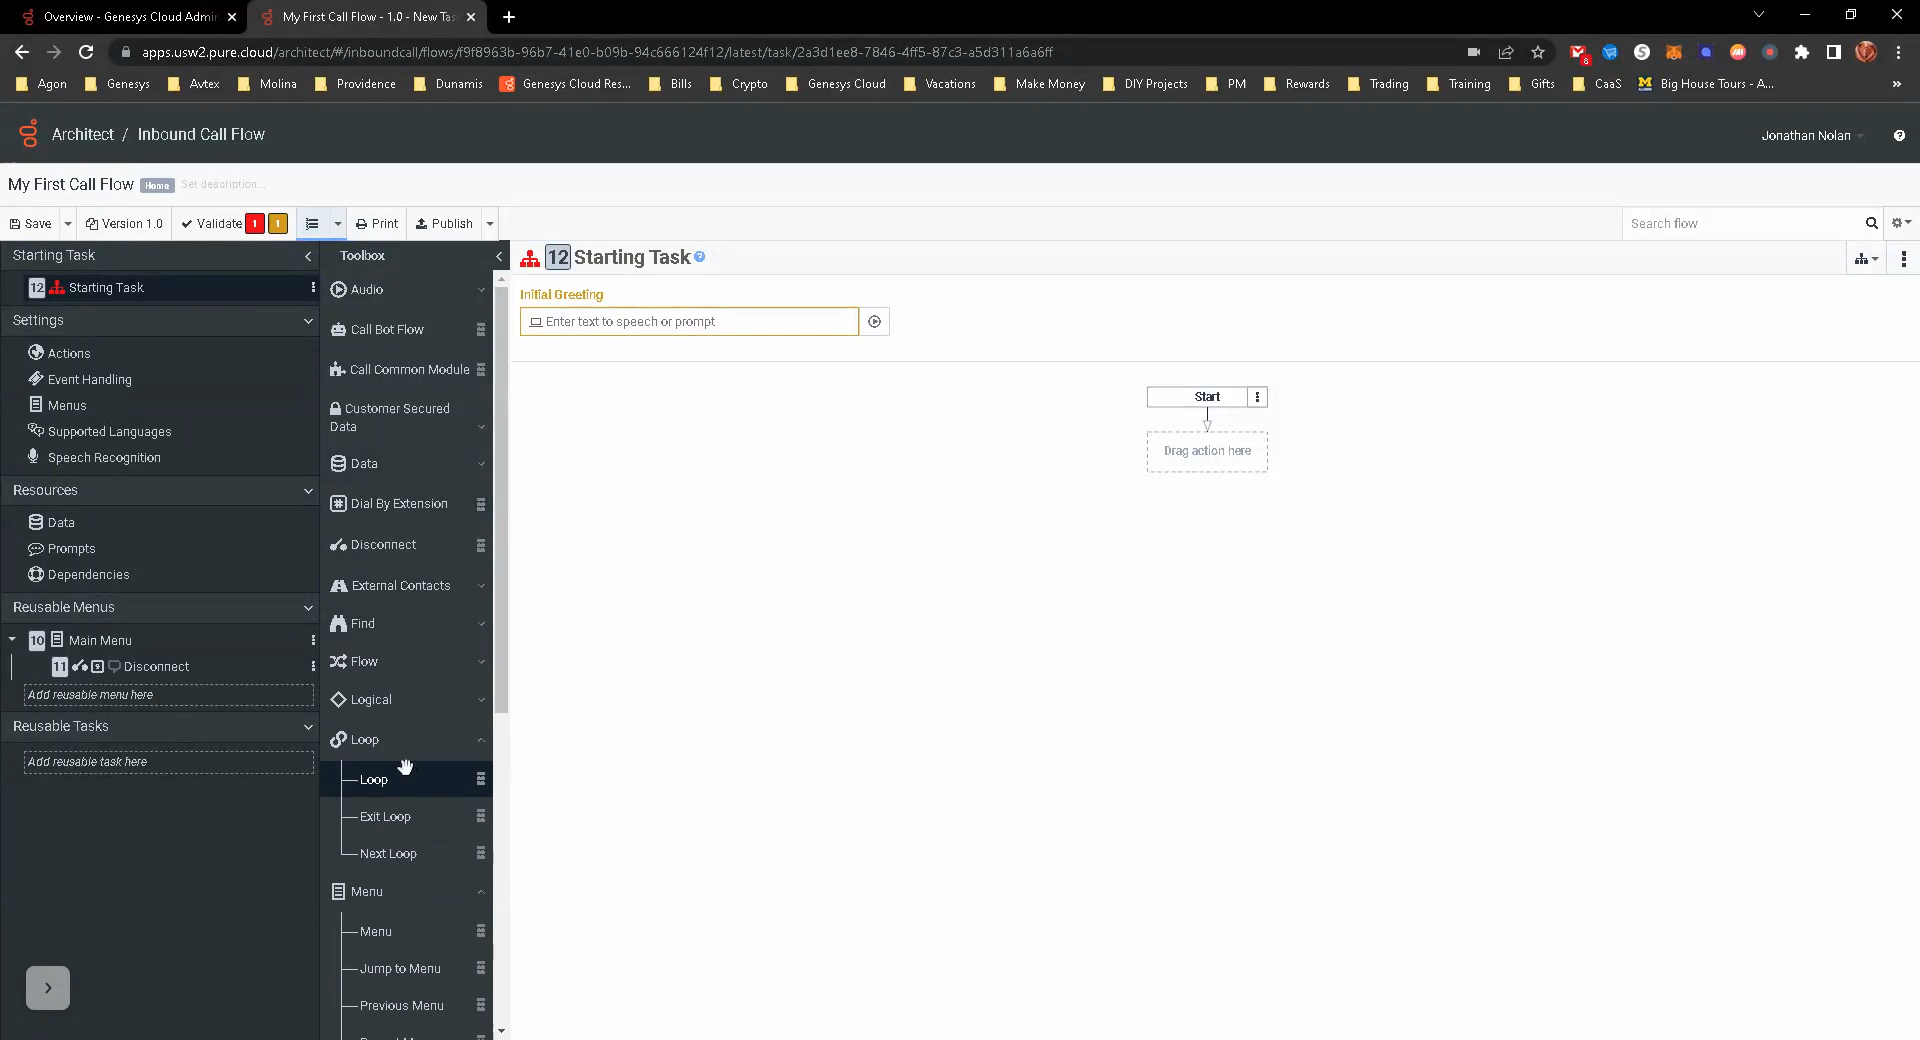 Overview - Genesys Cloud Admin
My First Call Flow - 1.0 - New Tas
apps.usw2.pure.cloud/architect/#/inboundcall/flows/f9f8963b-96b7-41e0-b09b-94c666124f12/latest/task/2a3d1ee8-7846-4ff5-87c3-a5d311a6a6ff
8
Agon
Genesys
Avtex
Molina
Providence
Dunamis
Genesys Cloud Res...
Bills
Crypto
Genesys Cloud
Vacations
Make Money
DIY Projects
PM
Rewards
Trading
Training
Gifts
CaaS
Big House Tours - A...
»
Architect / Inbound Call Flow
Jonathan Nolan
My First Call Flow Home Set description...
Save
Version 1.0
Validate 1 1
Print
Publish
Search flow
Starting Task
12 Starting Task
Settings
Actions
Event Handling
Menus
Supported Languages
Speech Recognition
Resources
Data
Prompts
Dependencies
Reusable Menus
10 Main Menu
11 9 Disconnect
Add reusable menu here
Reusable Tasks
Add reusable task here
Toolbox
Audio
Call Bot Flow
Call Common Module
Customer Secured
Data
Data
Dial By Extension
Disconnect
External Contacts
Find
Flow
Logical
Loop
Loop
Exit Loop
Next Loop
Menu
Menu
Jump to Menu
Previous Menu
12 Starting Task ?
Initial Greeting
Enter text to speech or prompt
Start
Drag action here